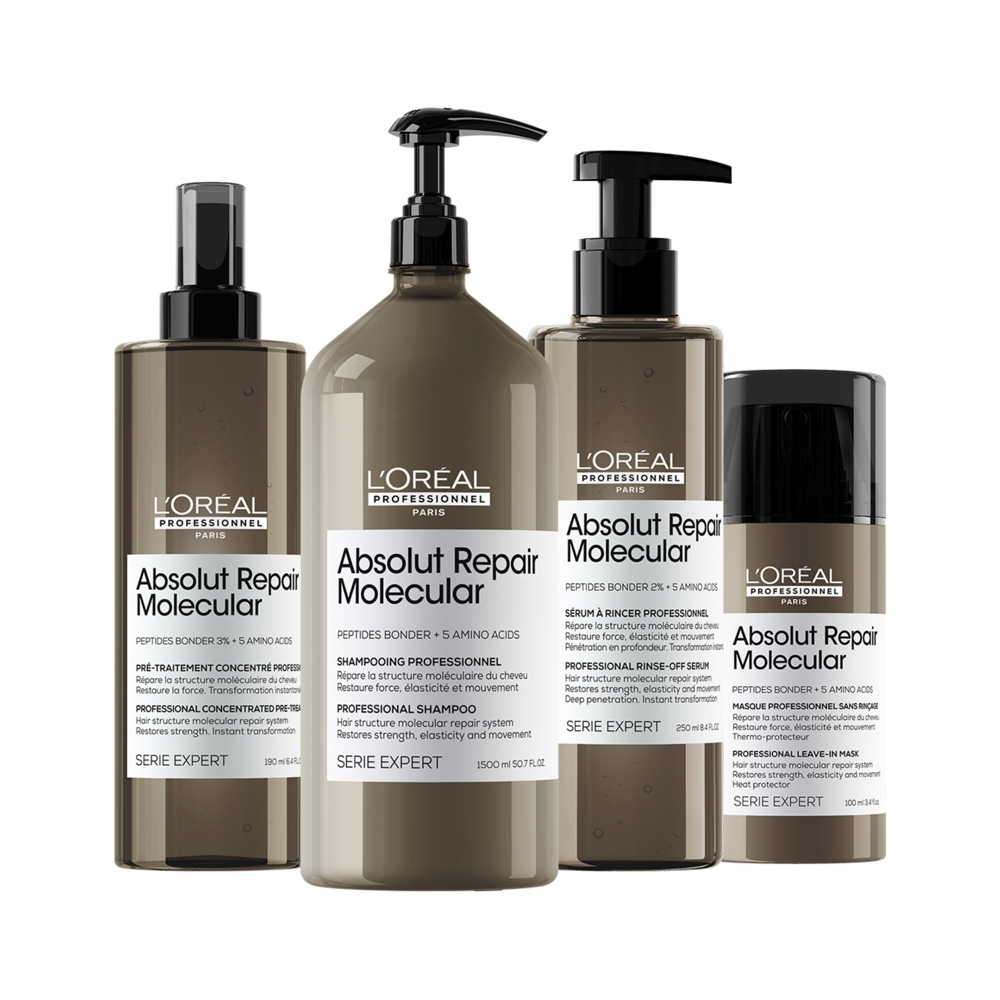 L'ORÉAL
PROFESSIONNEL
PARIS
Absolut Repair
Molecular
PEPTIDES BONDER 3% + 5 AMINO ACIDS
PRÉ-TRAITEMENT CONCENTRÉ
Répare la structure moléculaire du cheveu
Restaure la force. Transformation
PROFESSIONAL CONCENTRATED
Hair structure molecular repair system
Restores strength. Instant transformation
SERIE EXPERT 190 ml 6.4
L'ORÉAL
PROFESSIONNEL
PARIS
Absolut Repair
Molecular
PEPTIDES BONDER + 5 AMINO ACIDS
SHAMPOOING PROFESSIONNEL
Répare la structure moléculaire du cheveu
Restaure force, élasticité et mouvement
PROFESSIONAL SHAMPOO
Hair structure molecular repair system
Restores strength, elasticity and movement
SERIE EXPERT 1500 ml 50.7 FL.OZ.
L'ORÉAL
PROFESSIONNEL
PARIS
Absolut Repair
Molecular
PEPTIDES BONDER 2% + 5 AMINO ACIDS
SÉRUM À RINCER PROFESSIONNEL
Répare la structure moléculaire du cheveu
Restaure force, élasticité et mouvement
Pénétration en profondeur. Transformation
PROFESSIONAL RINSE-OFF SERUM
Hair structure molecular repair system
Restores strength, elasticity and movement
Deep penetration. Instant transformation
SERIE EXPERT 250 ml 8.4 FL.OZ.
L'ORÉAL
PROFESSIONNEL
PARIS
Absolut Repair
Molecular
PEPTIDES BONDER + 5 AMINO ACIDS
MASQUE PROFESSIONNEL SANS RINÇAGE
Répare la structure moléculaire du cheveu
Restaure force, élasticité et mouvement
Thermo-protecteur
PROFESSIONAL LEAVE-IN MASK
Hair structure molecular repair system
Restores strength, elasticity and movement
Heat protector
SERIE EXPERT 100 ml 3.4 fl.oz.